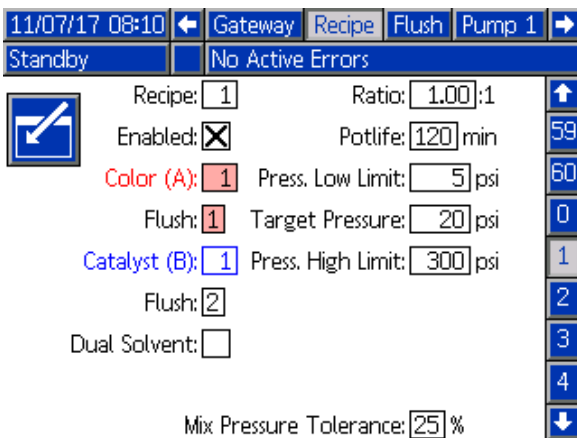 11/07/17 08:10 Gateway Recipe Flush Pump 1
Standby No Active Errors
Recipe: 1 Ratio: 1.00:1
Enabled: Potlife: 120 min
Color (A): 1 Press. Low Limit: 5 psi
Flush: 1 Target Pressure: 20 psi
Catalyst (B): 1 Press. High Limit: 300 psi
Flush: 2
Dual Solvent:
Mix Pressure Tolerance: 25 %
59
60
0
1
2
3
4